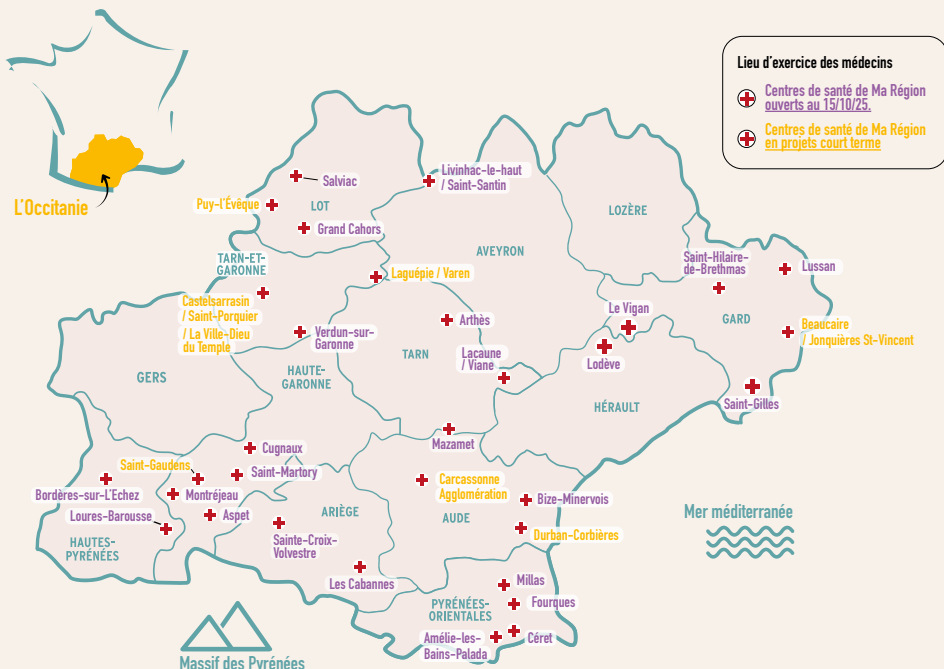 Lieu d'exercice des médecins
Centres de santé de Ma Région
ouverts au 15/10/25.
Centres de santé de Ma Région
en projets court terme
L'Occitanie
Salviac
Livinhac-le-haut
/ Saint-Santin
Puy-l'Évêque
LOT
LOZÈRE
Grand Cahors
AVEYRON
TARN-ET-
GARONNE
Saint-Hilaire-
de-Brethmas
Lussan
Laguépie / Varen
Castelsarrasin
/ Saint-Porquier
/ La Ville-Dieu
du Temple
Le Vigan
GARD
Beaucaire
/ Jonquières St-Vincent
Verdun-sur-
Garonne
Arthès
TARN
Lacaune
/ Viane
Lodève
HAUTE-
GARONNE
GERS
HÉRAULT
Saint-Gilles
Mazamet
Cugnaux
Saint-Gaudens
Saint-Martory
Carcassonne
Agglomération
Bordères-sur-L'Echez
Montréjeau
Bize-Minervois
Loures-Barousse
Aspet
ARIÈGE
AUDE
Mer méditerranée
HAUTES-
PYRÉNÉES
Sainte-Croix-
Volvestre
Durban-Corbières
Les Cabannes
Millas
PYRÉNÉES-
ORIENTALES
Fourques
Amélie-les-
Bains-Palada
Céret
Massif des Pyrénées